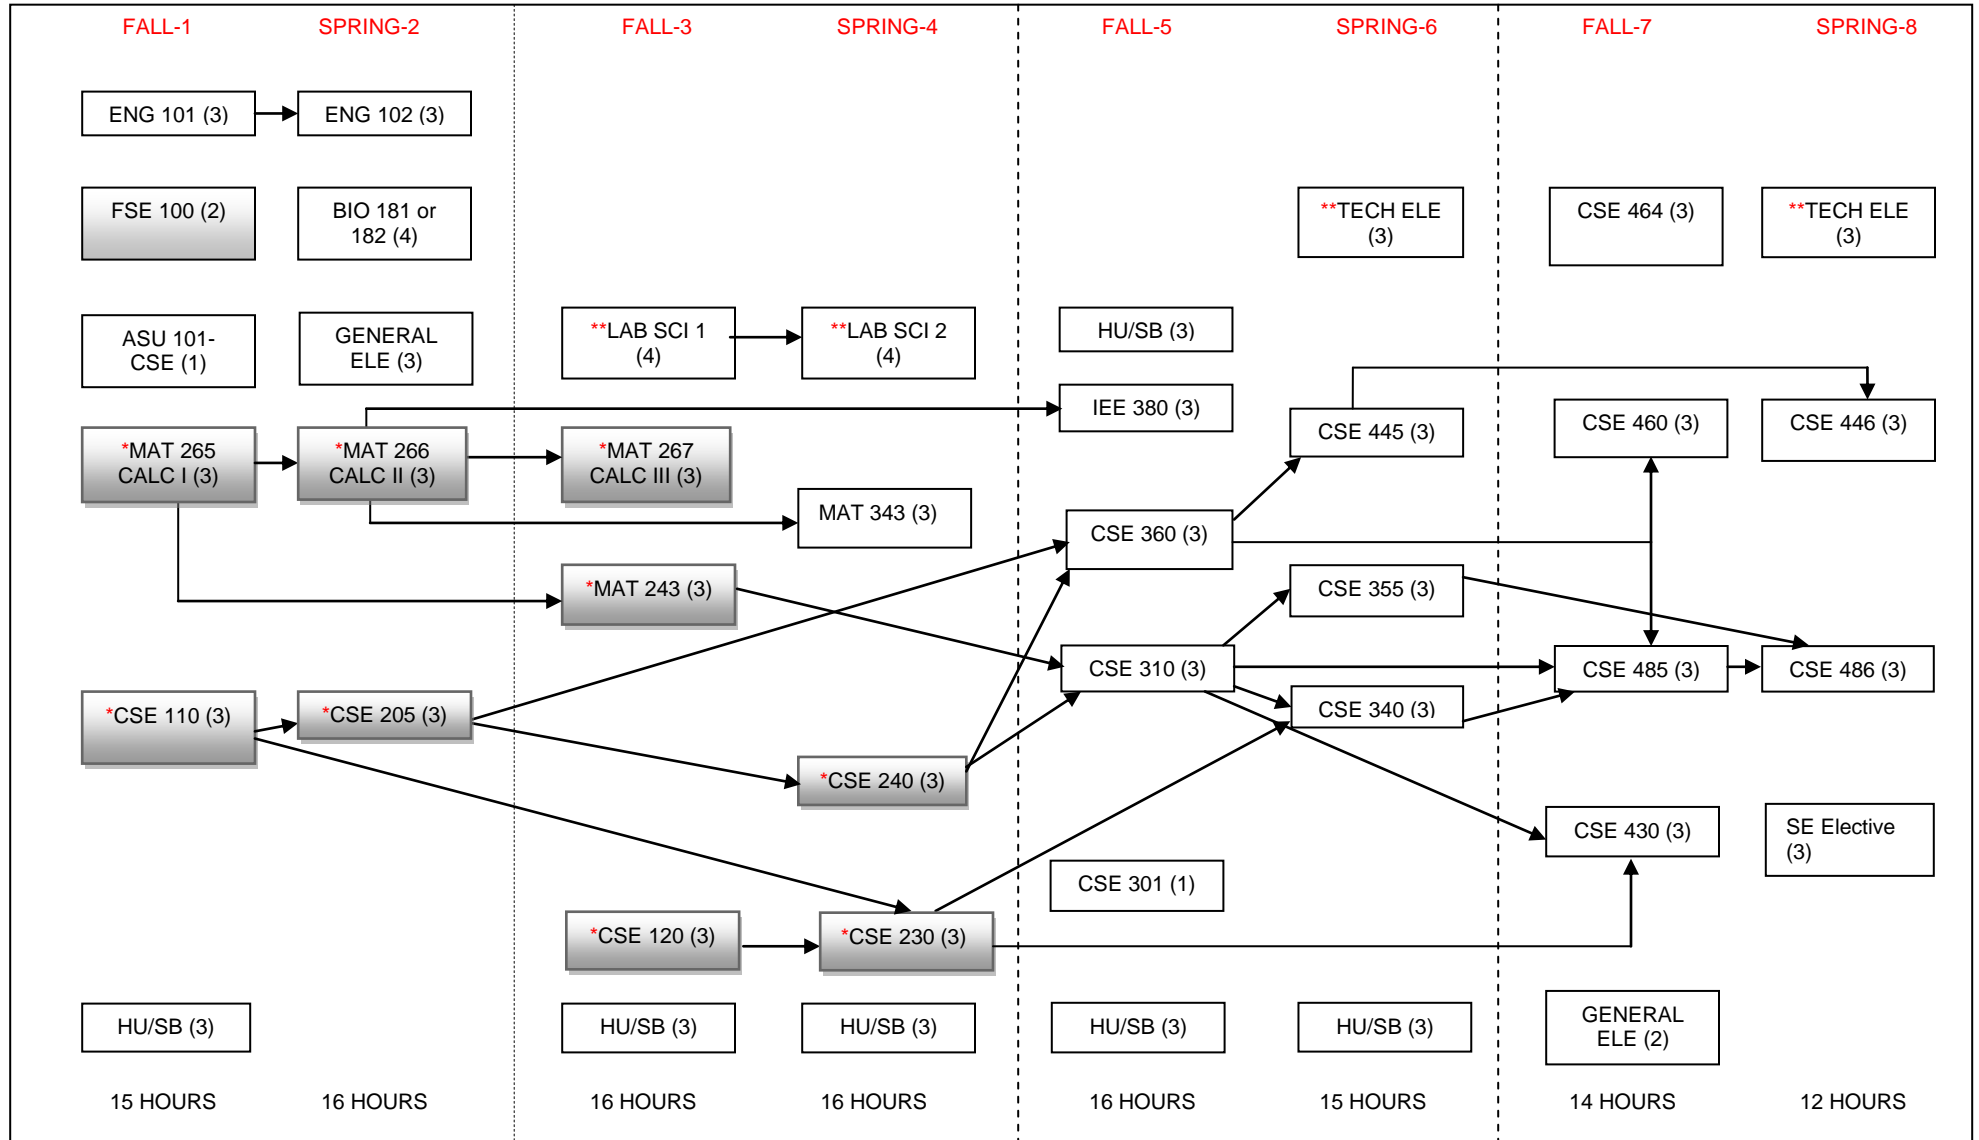 FALL-1 SPRING-2 FALL-3 SPRING-4 FALL-5 SPRING-6 FALL-7 SPRING-8
ENG 101 (3)
ENG 102 (3)
FSE 100 (2)
BIO 181 or
182 (4)
**TECH ELE
(3)
CSE 464 (3)
**TECH ELE
(3)
ASU 101-
CSE (1)
GENERAL
ELE (3)
**LAB SCI 1
(4)
**LAB SCI 2
(4)
HU/SB (3)
IEE 380 (3)
*MAT 265
CALC I (3)
*MAT 266
CALC II (3)
*MAT 267
CALC III (3)
CSE 445 (3)
CSE 460 (3)
CSE 446 (3)
MAT 343 (3)
CSE 360 (3)
*MAT 243 (3)
CSE 355 (3)
CSE 310 (3)
CSE 485 (3)
CSE 486 (3)
*CSE 110 (3)
*CSE 205 (3)
CSE 340 (3)
*CSE 240 (3)
CSE 430 (3)
SE Elective
(3)
CSE 301 (1)
*CSE 120 (3)
*CSE 230 (3)
HU/SB (3)
HU/SB (3)
HU/SB (3)
HU/SB (3)
HU/SB (3)
GENERAL
ELE (2)
15 HOURS 16 HOURS 16 HOURS 16 HOURS 16 HOURS 15 HOURS 14 HOURS 12 HOURS